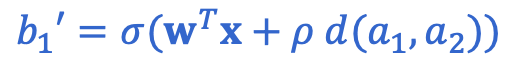 b₁′ = σ(𝐰ᵀ𝐱 + ρ d(a₁, a₂))